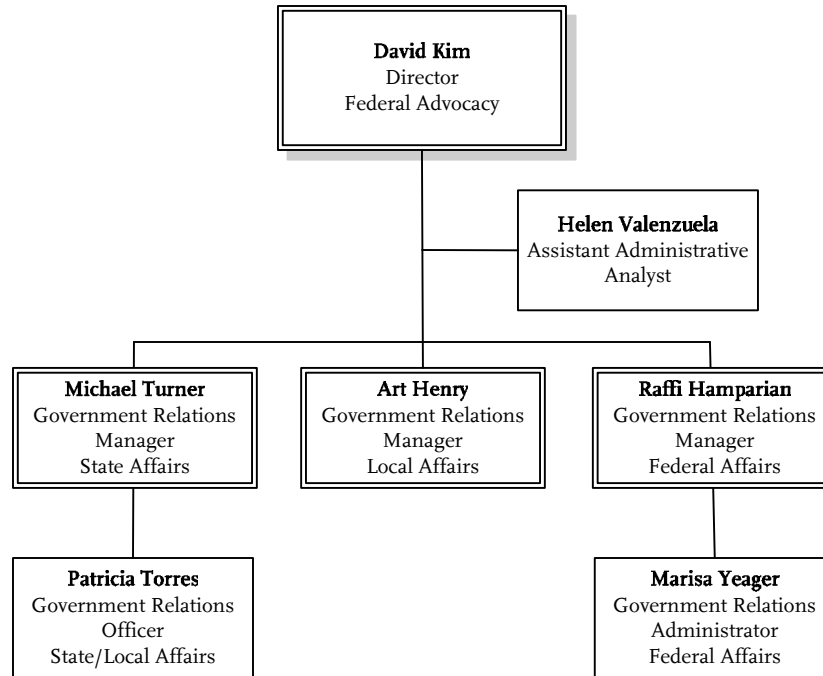 David Kim
Director
Federal Advocacy
Helen Valenzuela
Assistant Administrative
Analyst
Michael Turner
Government Relations
Manager
State Affairs
Art Henry
Government Relations
Manager
Local Affairs
Raffi Hamparian
Government Relations
Manager
Federal Affairs
Patricia Torres
Government Relations
Officer
State/Local Affairs
Marisa Yeager
Government Relations
Administrator
Federal Affairs